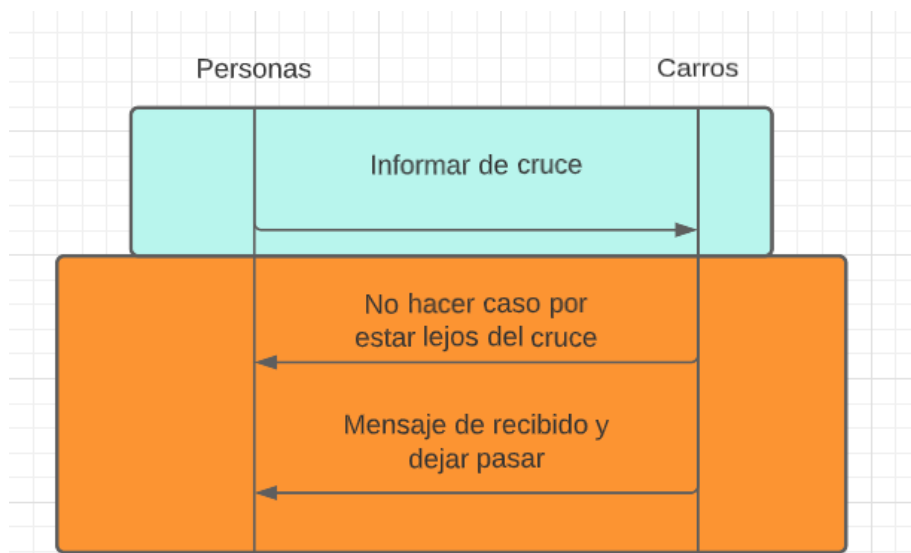 Personas
Carros
Informar de cruce
No hacer caso por
estar lejos del cruce
Mensaje de recibido y
dejar pasar